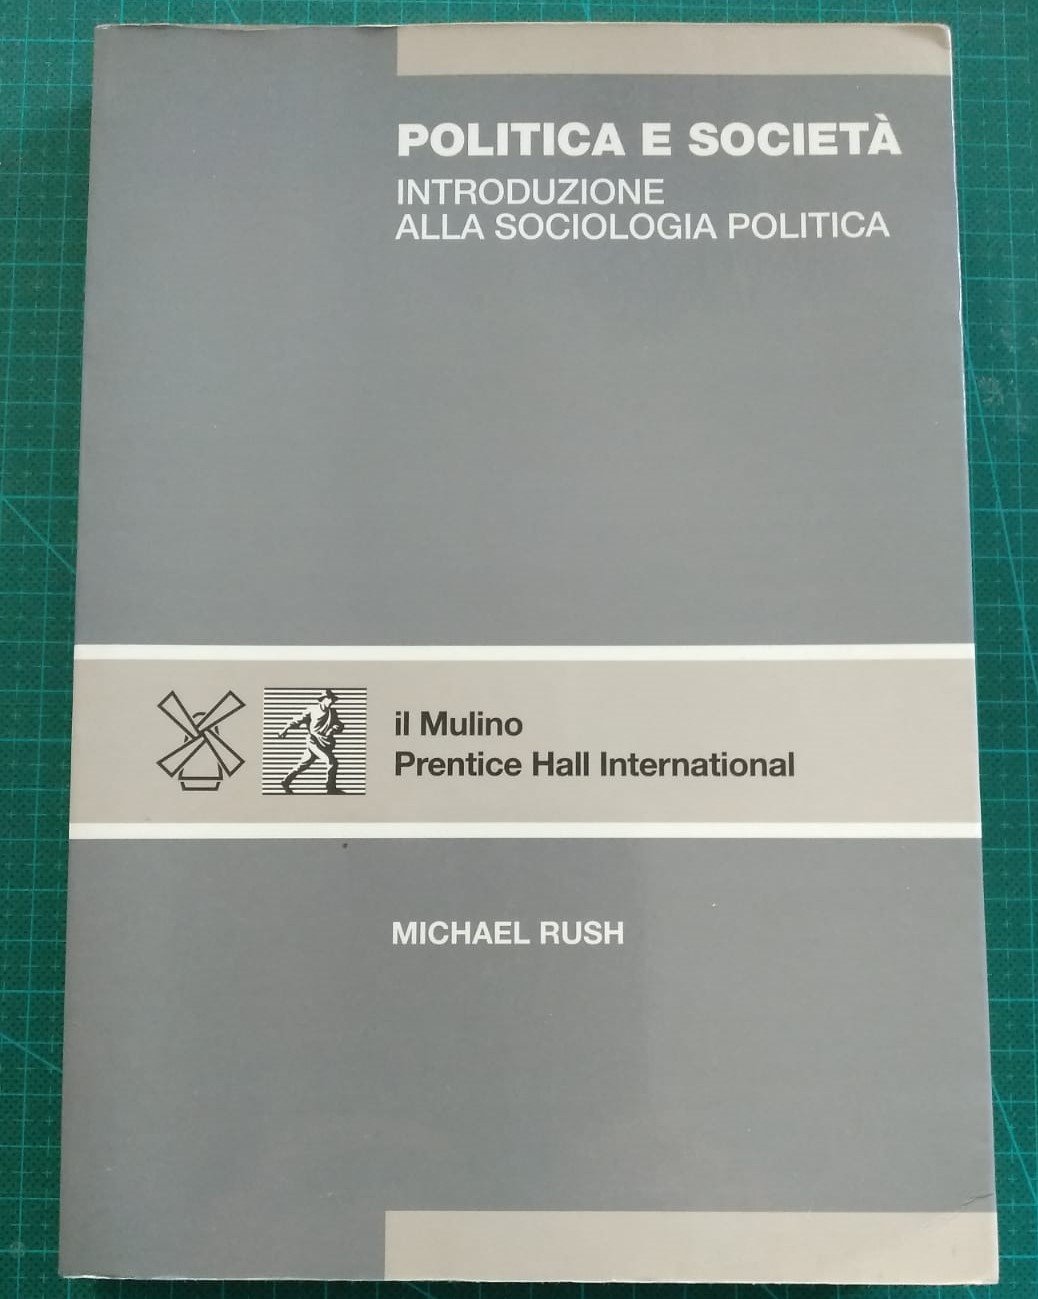 POLITICA E SOCIETÀ
INTRODUZIONE
ALLA SOCIOLOGIA POLITICA
il Mulino
Prentice Hall International
MICHAEL RUSH